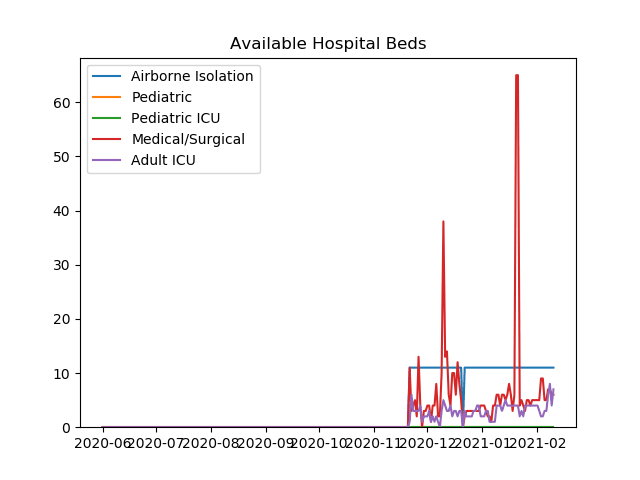 Available Hospital Beds
Airborne Isolation
Pediatric
Pediatric ICU
Medical/Surgical
Adult ICU
60
50
40
30
20
10
0
2020-06 2020-07 2020-08 2020-09 2020-10 2020-11 2020-12 2021-01 2021-02